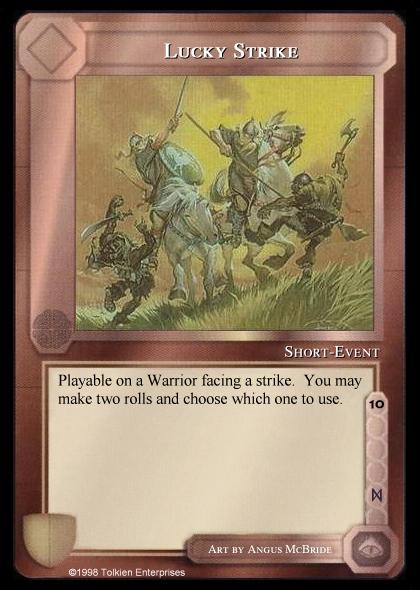 LUCKY STRIKE
SHORT-EVENT
Playable on a Warrior facing a strike. You may
make two rolls and choose which one to use.
10
ᛞ
ART BY ANGUS MCBRIDE
©1998 Tolkien Enterprises